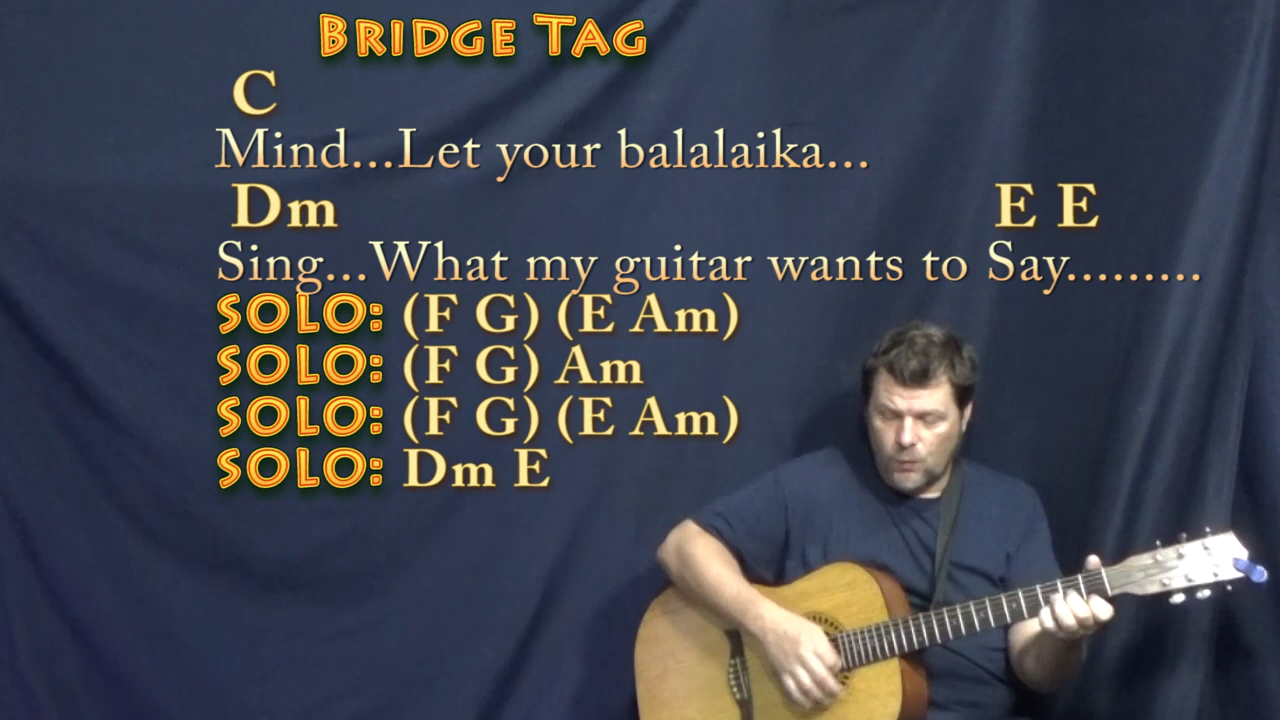 Bridge Tag
C
Mind...Let your balalaika...
Dm E E
Sing...What my guitar wants to Say.........
SOLO: (F G) (E Am)
SOLO: (F G) Am
SOLO: (F G) (E Am)
SOLO: Dm E